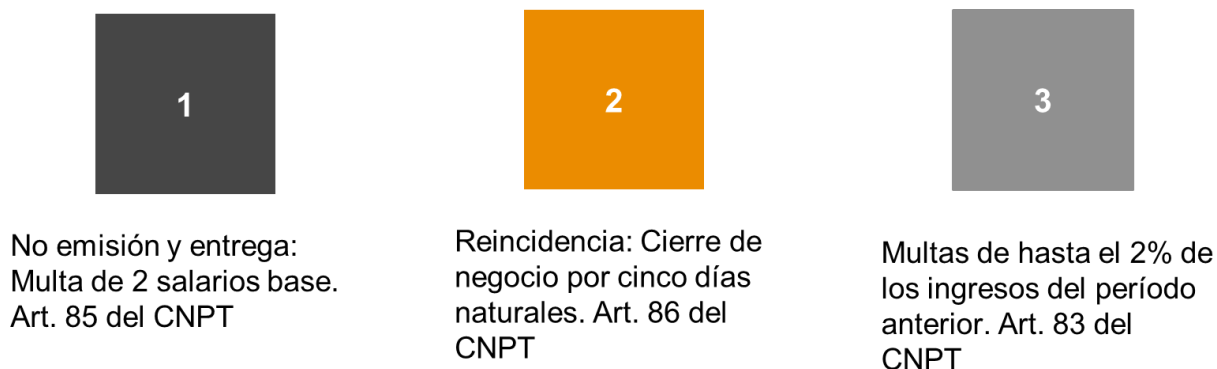 1
No emisión y entrega:
Multa de 2 salarios base.
Art. 85 del CNPT
2
Reincidencia: Cierre de
negocio por cinco días
naturales. Art. 86 del
CNPT
3
Multas de hasta el 2% de
los ingresos del período
anterior. Art. 83 del
CNPT